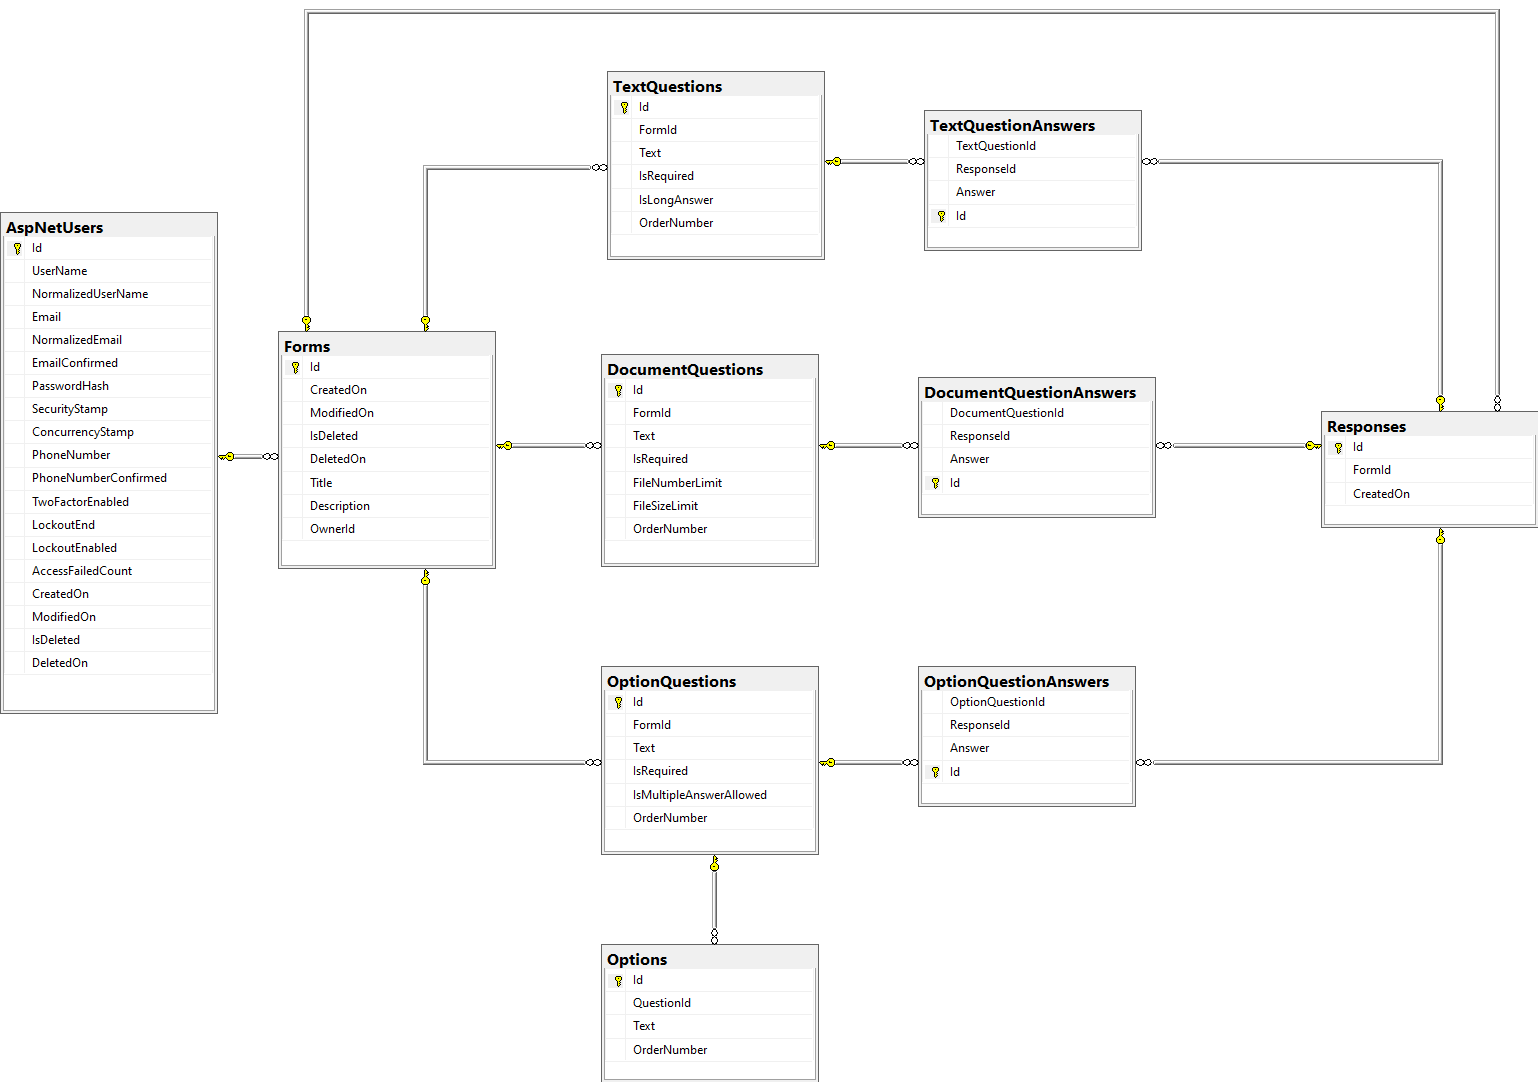 TextQuestions
Id
FormId
Text
IsRequired
IsLongAnswer
OrderNumber
TextQuestionAnswers
TextQuestionId
ResponseId
Answer
Id
AspNetUsers
Id
UserName
NormalizedUserName
Email
NormalizedEmail
EmailConfirmed
PasswordHash
SecurityStamp
ConcurrencyStamp
PhoneNumber
PhoneNumberConfirmed
TwoFactorEnabled
LockoutEnd
LockoutEnabled
AccessFailedCount
CreatedOn
ModifiedOn
IsDeleted
DeletedOn
Forms
Id
CreatedOn
ModifiedOn
IsDeleted
DeletedOn
Title
Description
OwnerId
DocumentQuestions
Id
FormId
Text
IsRequired
FileNumberLimit
FileSizeLimit
OrderNumber
DocumentQuestionAnswers
DocumentQuestionId
ResponseId
Answer
Id
Responses
Id
FormId
CreatedOn
OptionQuestions
Id
FormId
Text
IsRequired
IsMultipleAnswerAllowed
OrderNumber
OptionQuestionAnswers
OptionQuestionId
ResponseId
Answer
Id
Options
Id
QuestionId
Text
OrderNumber